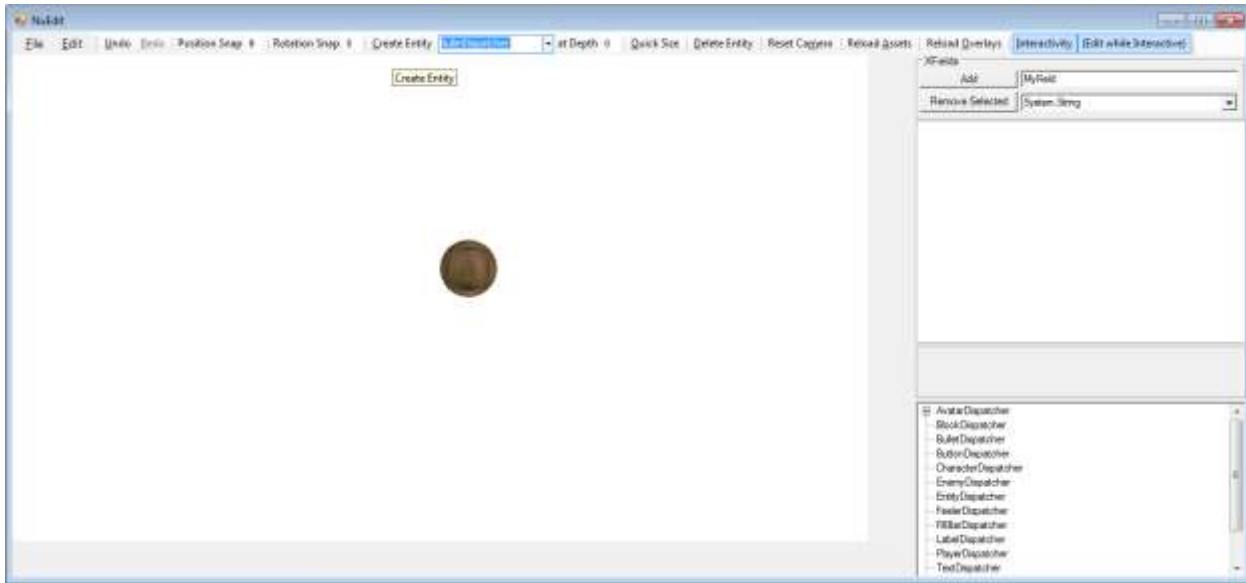 NuEdit
File Edit Undo Redo Position Snap 0 Rotation Snap 0 Create Entity BulletDispatcher at Depth 0 Quick Size Delete Entity Reset Camera Reload Assets Reload Overlays Interactivity (Edit while Interactive)
Create Entity
XFields
Add MyField
Remove Selected System.String
AvatarDispatcher
BlockDispatcher
BulletDispatcher
ButtonDispatcher
CharacterDispatcher
EnemyDispatcher
EntityDispatcher
FeelerDispatcher
FillBarDispatcher
LabelDispatcher
PlayerDispatcher
TextDispatcher